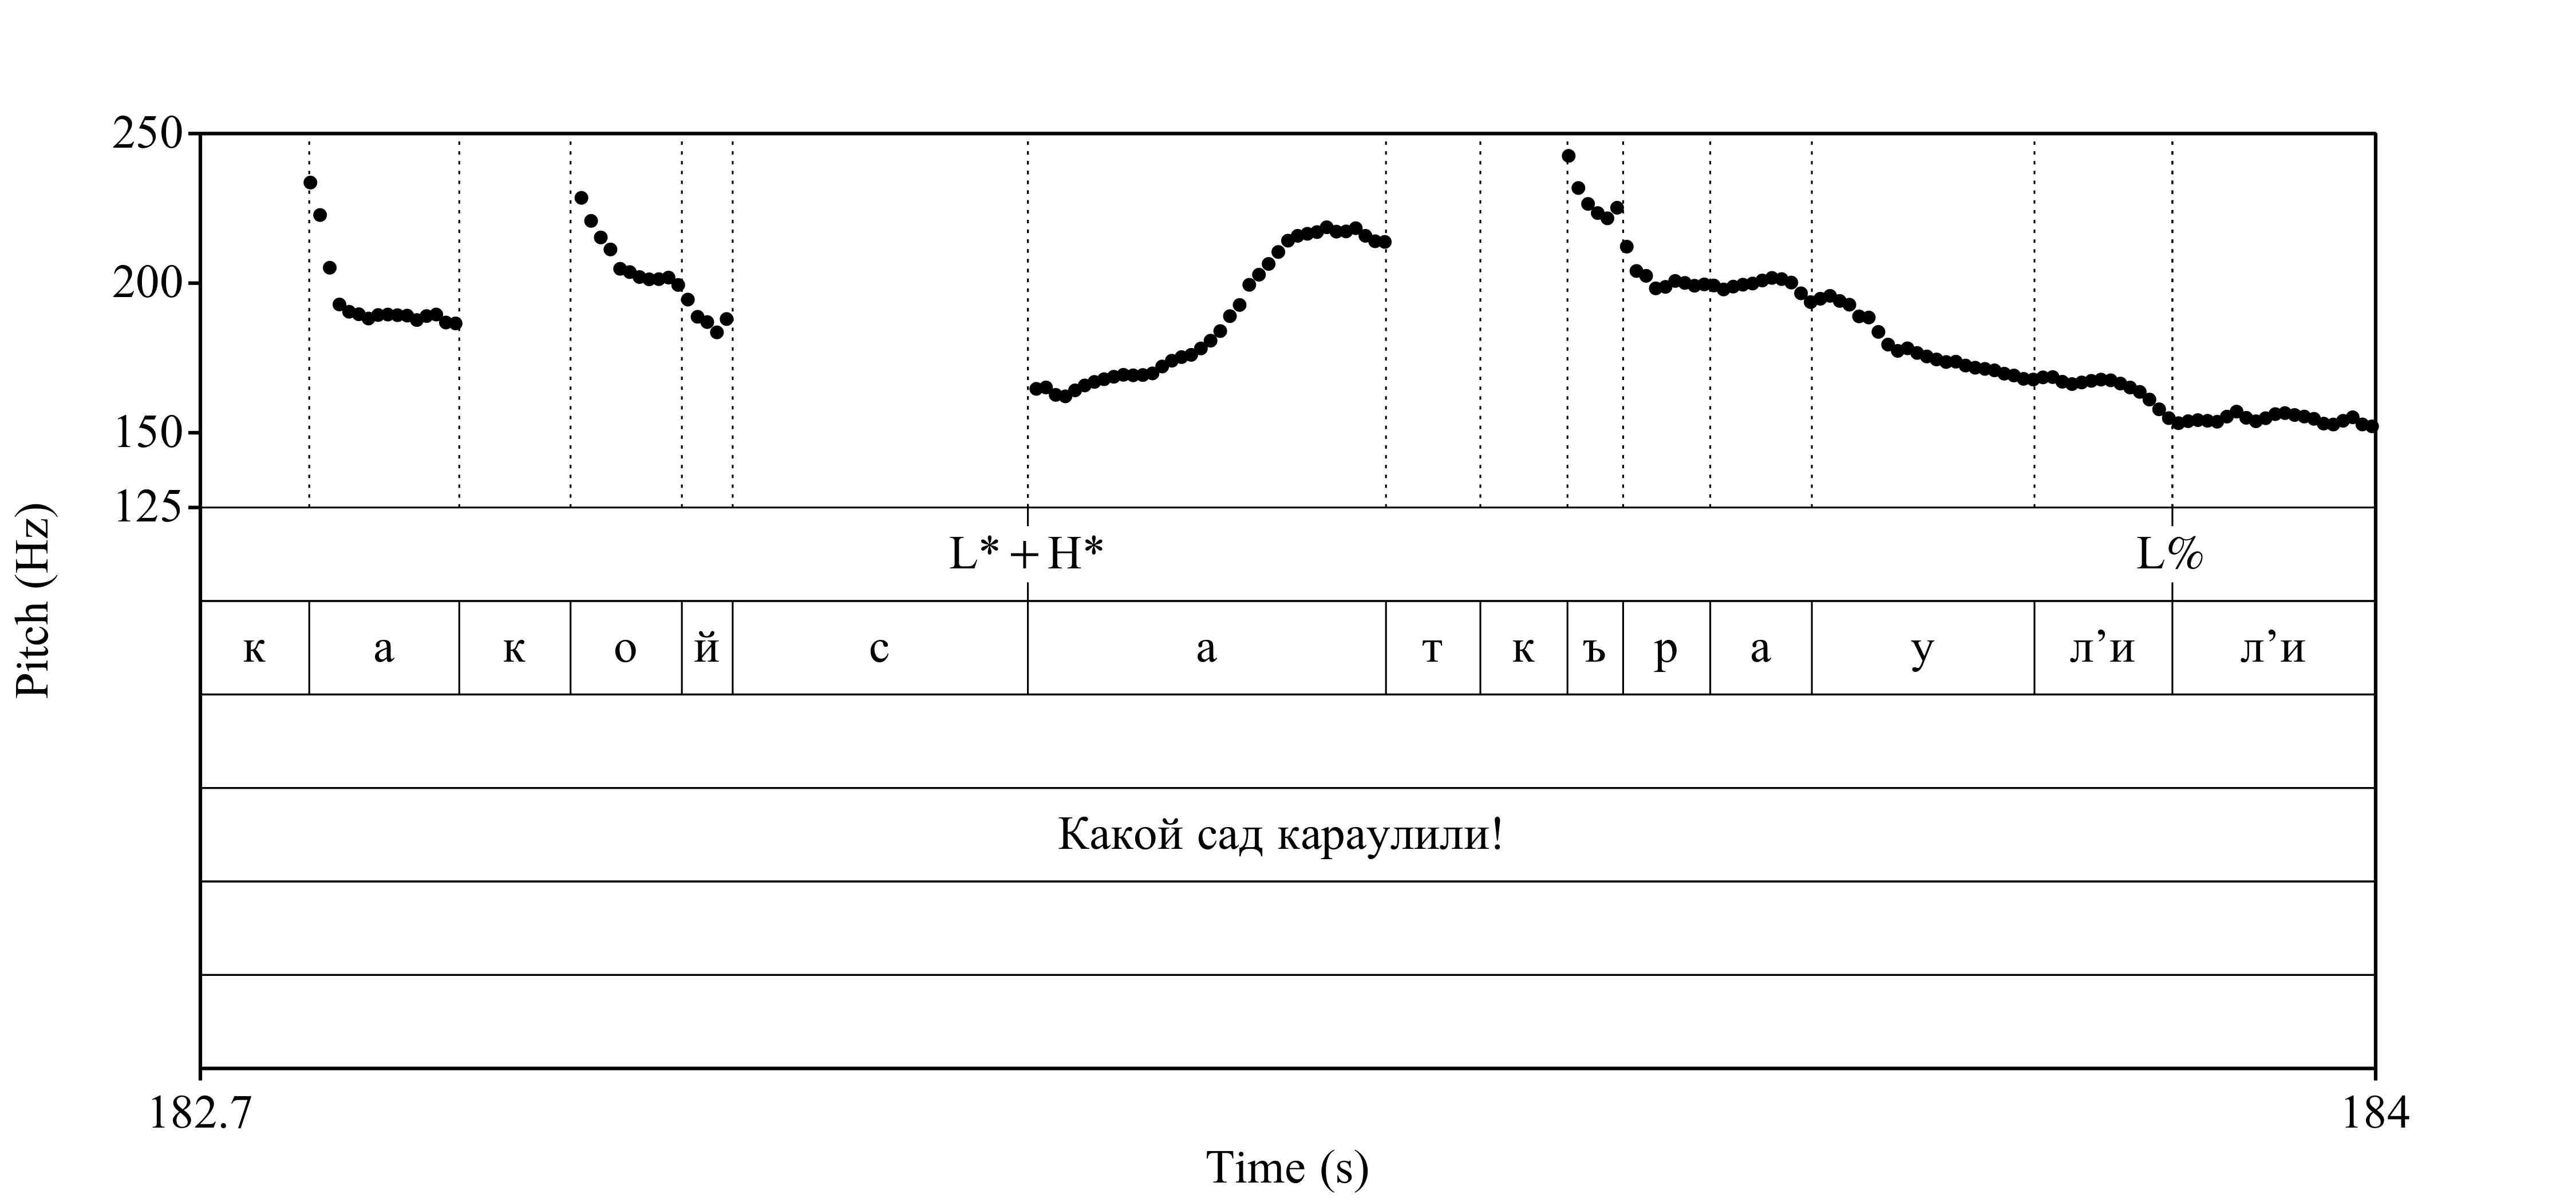 250
200
150
125
Pitch (Hz)
L* + H* L%
к а к о й с а т к ъ р а у л’и л’и
Какой сад караулили!
182.7 184
Time (s)